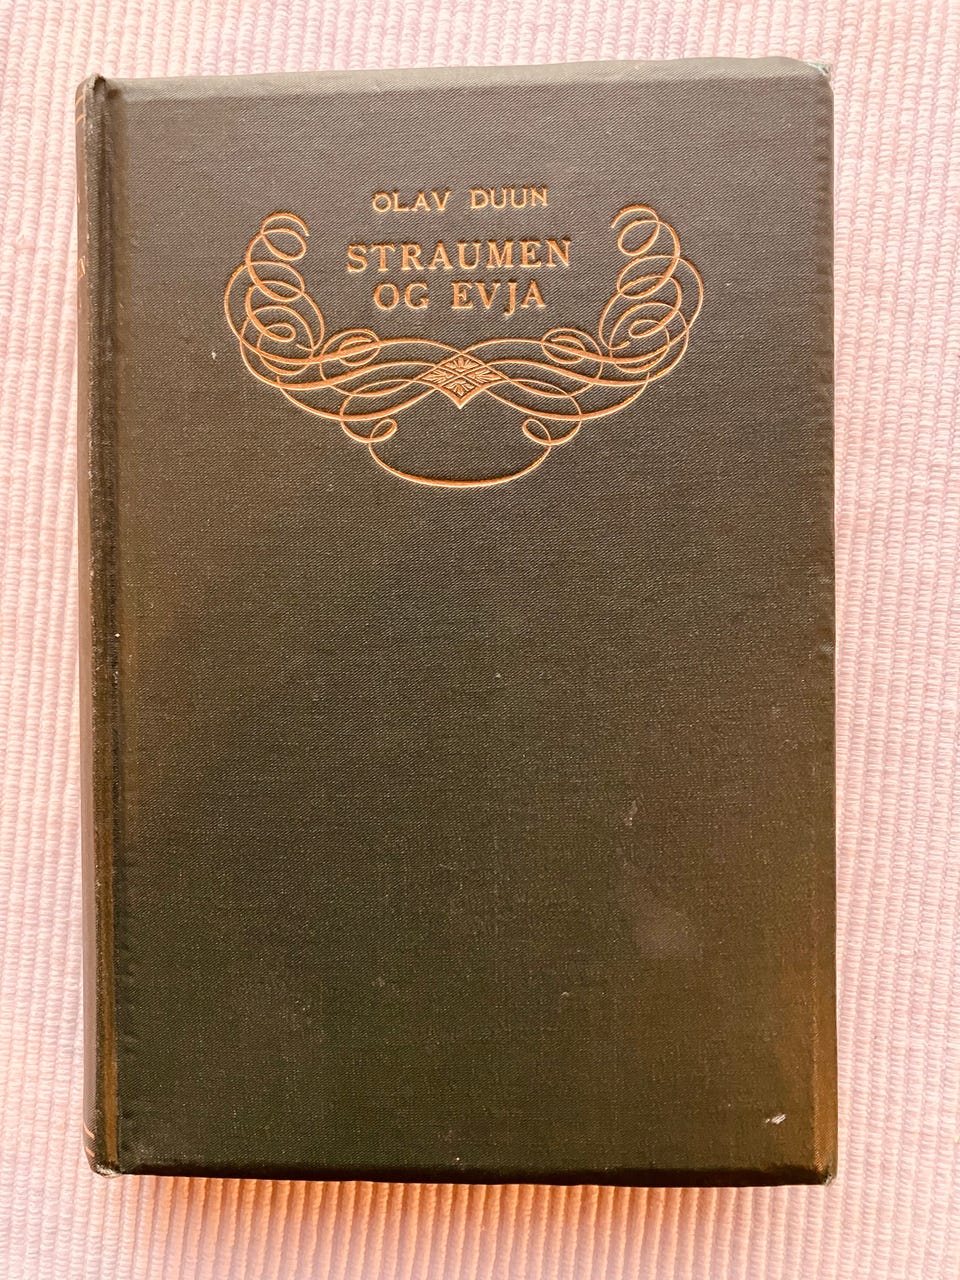 OLAV DUUN
STRAUMEN
OG EVJA